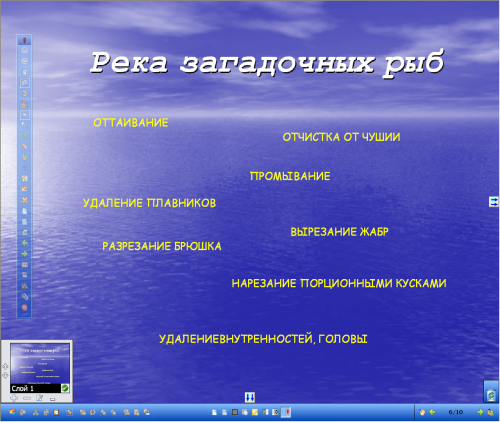 Река загадочных рыб
ОТТАИВАНИЕ
ОТЧИСТКА ОТ ЧУШИИ
ПРОМЫВАНИЕ
УДАЛЕНИЕ ПЛАВНИКОВ
ВЫРЕЗАНИЕ ЖАБР
РАЗРЕЗАНИЕ БРЮШКА
НАРЕЗАНИЕ ПОРЦИОННЫМИ КУСКАМИ
УДАЛЕНИЕВНУТРЕННОСТЕЙ, ГОЛОВЫ
Слой 1
6/10